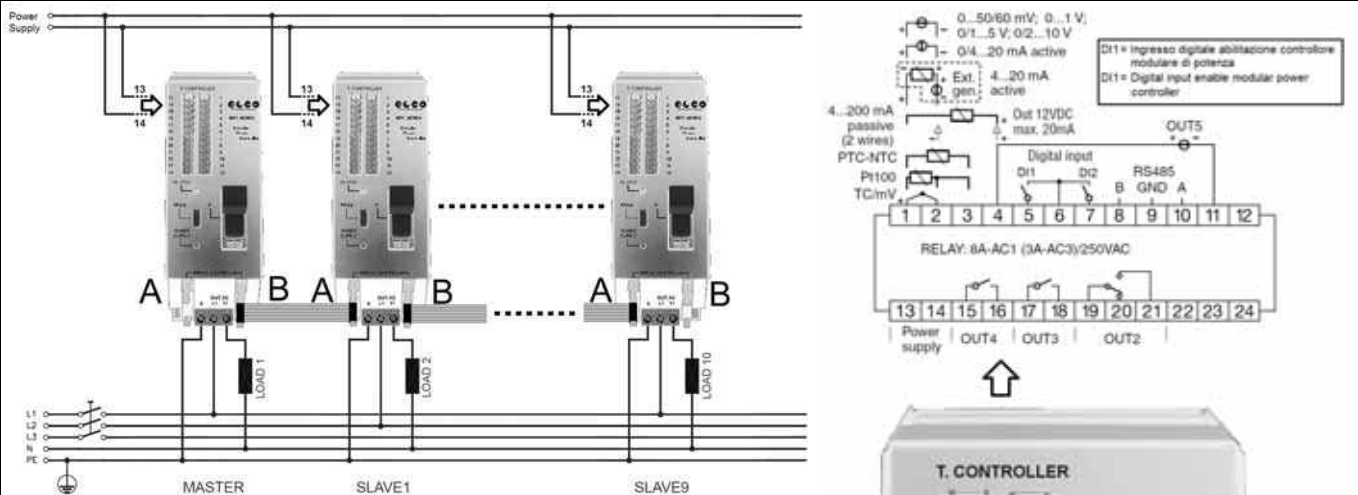 Power
Supply
13
14
T. CONTROLLER
ELCO
A
B
LOAD 1
MASTER
13
14
T. CONTROLLER
ELCO
A
B
LOAD 2
SLAVE1
13
14
ELCO
A
B
LOAD 10
SLAVE9
L1
L2
L3
N
PE
0...50/60 mV; 0...1 V;
0/1...5 V; 0/2...10 V
0/4...20 mA active
Ext. gen.
4...20 mA
active
4...200 mA
passive
(2 wires)
Out 12VDC
max. 20mA
PTC-NTC
Pt100
TC/mV
Digital input
DI1 DI2
RS485
B GND A
OUT5
DI1= Ingresso digitale abilitazione controllore
modulare di potenza
DI1= Digital input enable modular power
controller
1 2 3 4 5 6 7 8 9 10 11 12
RELAY: 8A-AC1 (3A-AC3)/250VAC
13 14 15 16 17 18 19 20 21 22 23 24
Power
supply
OUT4 OUT3 OUT2
T. CONTROLLER